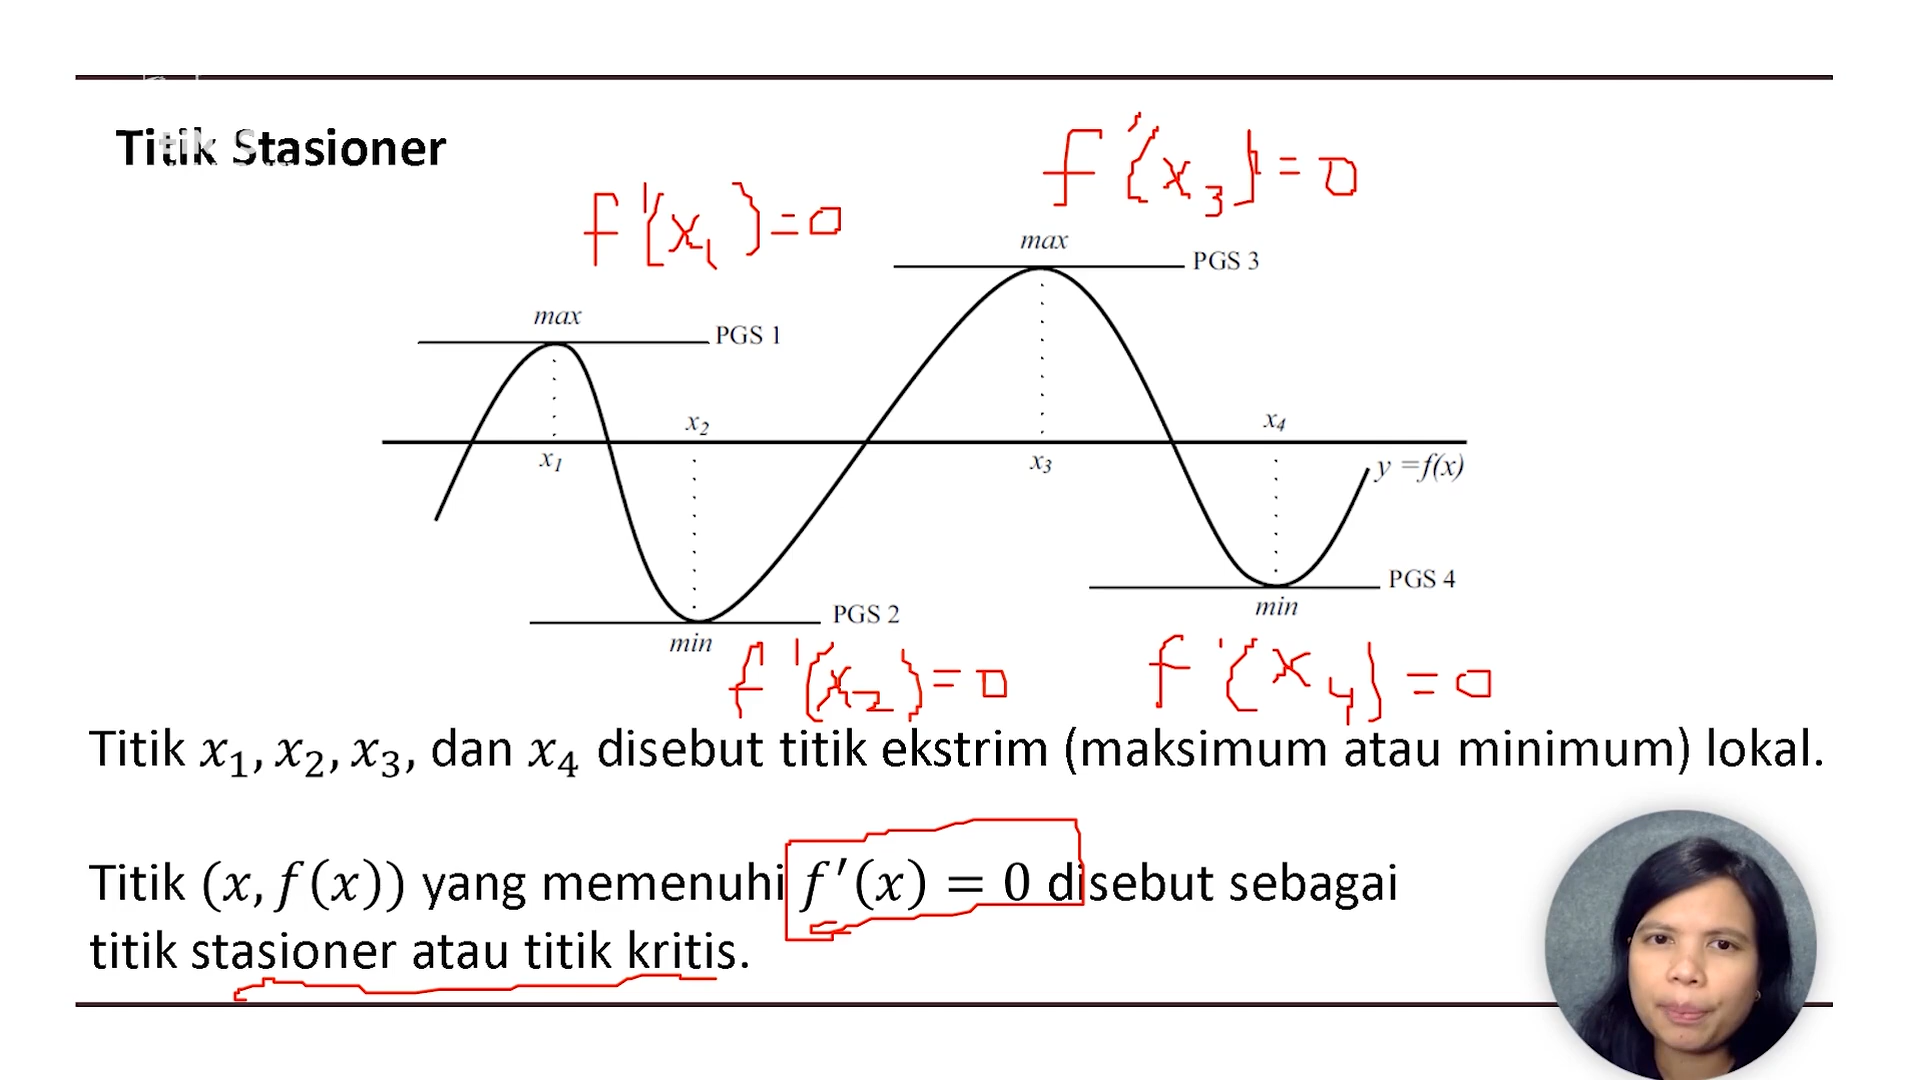 Titik Stasioner
f'(x₃)=0
f'(x₁)=0
max
PGS 3
max
PGS 1
x₂
x₄
x₁
x₃
y =f(x)
PGS 4
min
PGS 2
min
f'(x₂)=0
f'(x₄)=0
Titik x₁, x₂, x₃, dan x₄ disebut titik ekstrim (maksimum atau minimum) lokal.
Titik (x, f(x)) yang memenuhi f′(x) = 0 disebut sebagai
titik stasioner atau titik kritis.